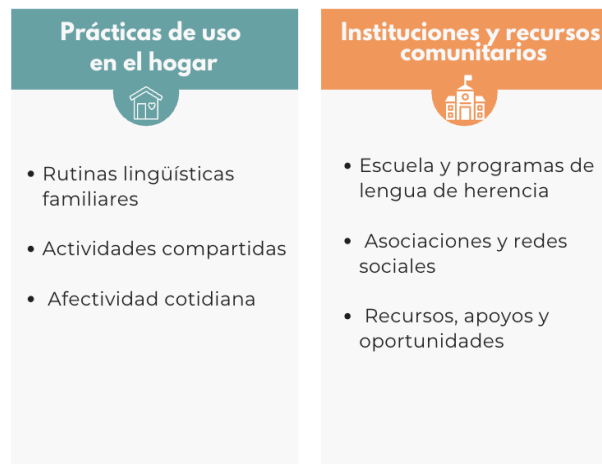 Prácticas de uso
en el hogar
• Rutinas lingüísticas
familiares
• Actividades compartidas
• Afectividad cotidiana
Instituciones y recursos
comunitarios
• Escuela y programas de
lengua de herencia
• Asociaciones y redes
sociales
• Recursos, apoyos y
oportunidades